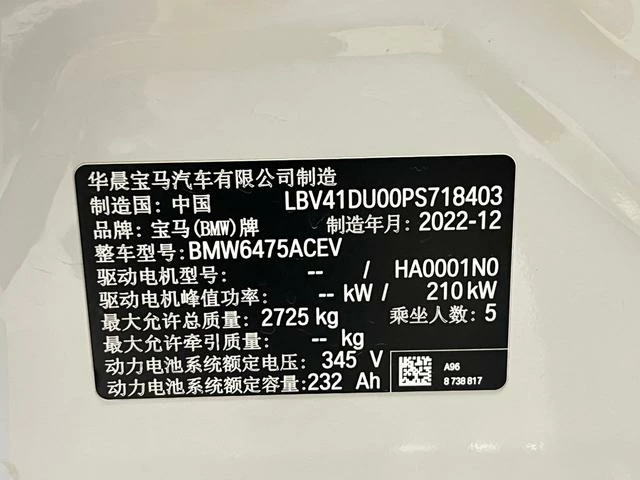 华晨宝马汽车有限公司制造
制造国: 中国 LBV41DU00PS718403
品牌: 宝马(BMW)牌 制造年月: 2022-12
整车型号: BMW6475ACEV
驱动电机型号: -- / HA0001N0
驱动电机峰值功率: -- kW / 210 kW
最大允许总质量: 2725 kg 乘坐人数: 5
最大允许牵引质量: -- kg
动力电池系统额定电压: 345 V
动力电池系统额定容量: 232 Ah
A96
8 738 817